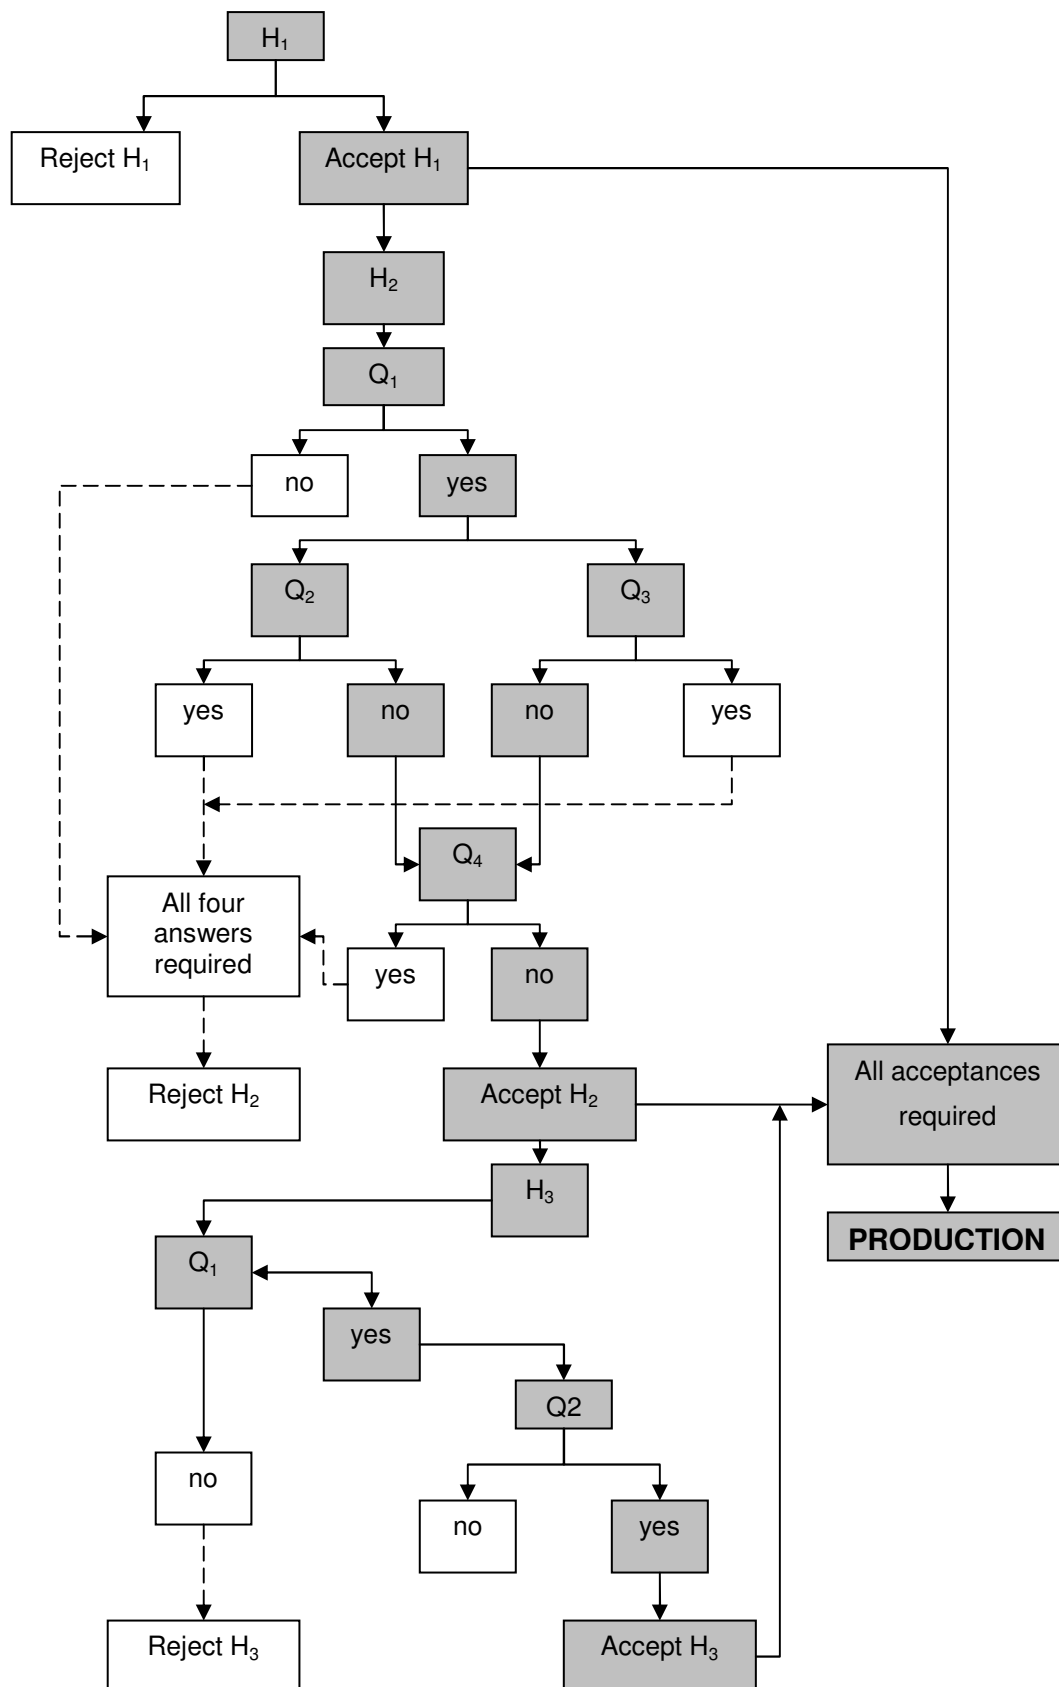 H₁
Reject H₁
Accept H₁
H₂
Q₁
no
yes
Q₂
Q₃
yes
no
no
yes
Q₄
All four
answers
required
yes
no
Reject H₂
Accept H₂
All acceptances
required
H₃
PRODUCTION
Q₁
yes
Q2
no
no
yes
Reject H₃
Accept H₃